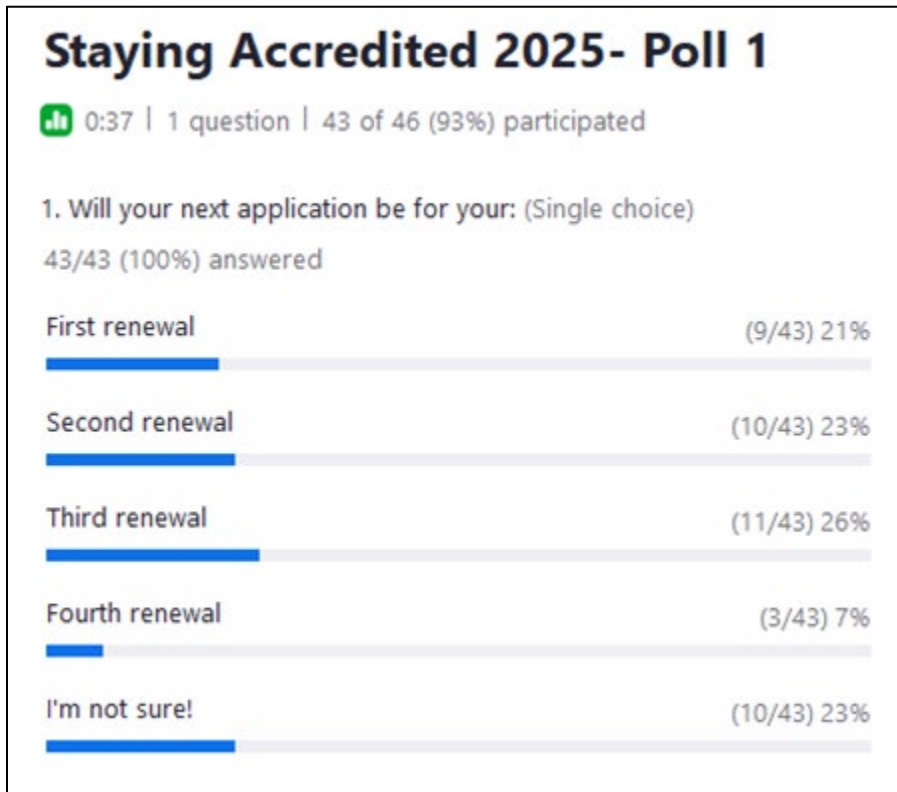 Staying Accredited 2025- Poll 1
0:37 | 1 question | 43 of 46 (93%) participated
1. Will your next application be for your: (Single choice)
43/43 (100%) answered
First renewal (9/43) 21%
Second renewal (10/43) 23%
Third renewal (11/43) 26%
Fourth renewal (3/43) 7%
I'm not sure! (10/43) 23%